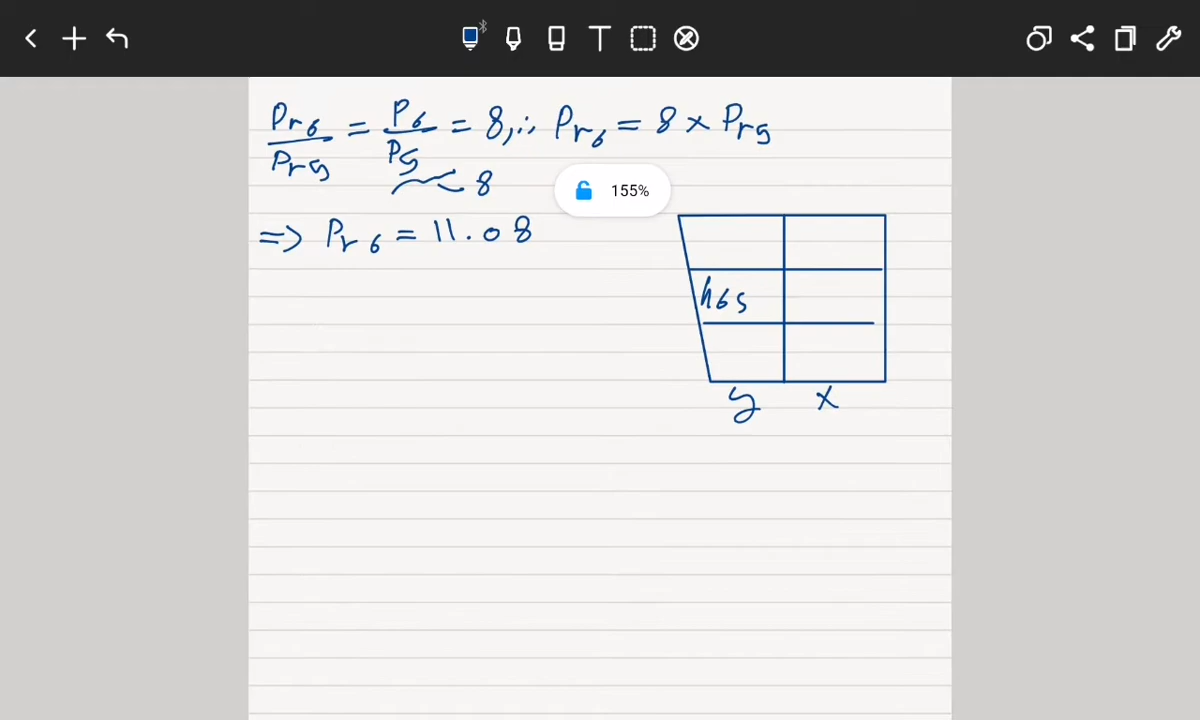 Pr6/Pr5 = P6/P5 = 8, ∴ Pr6 = 8 × Pr5
8
155%
=> Pr6 = 11.08
h6s
y x